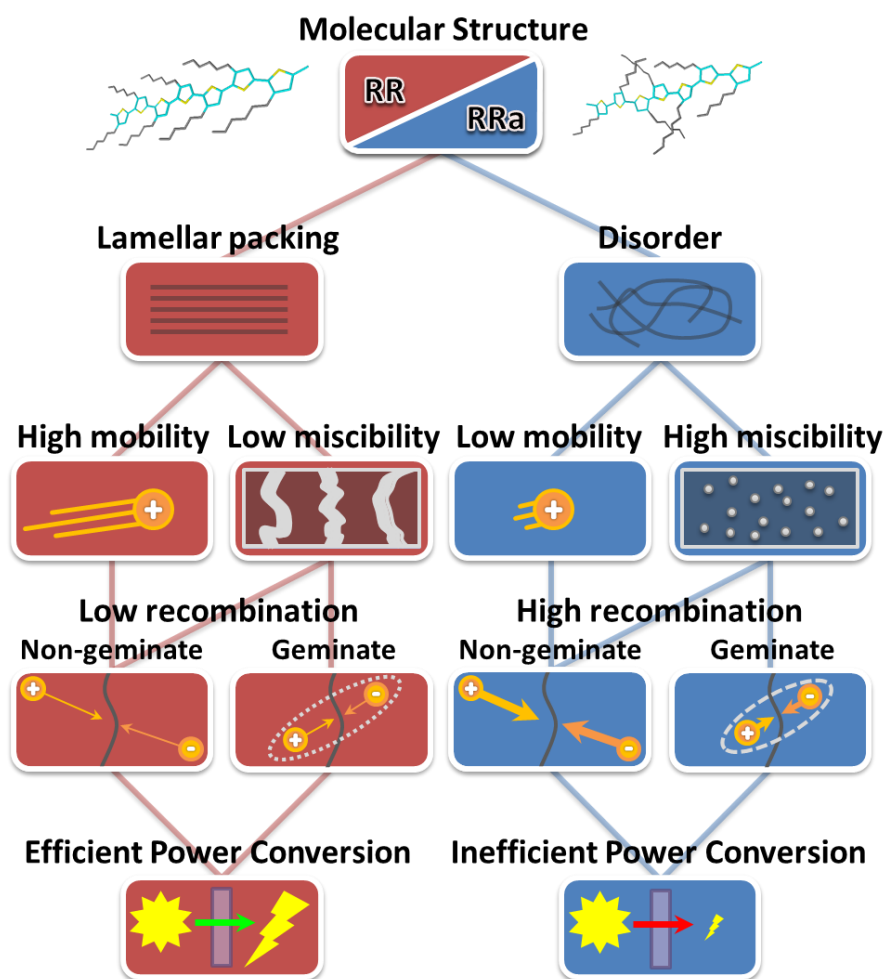 Molecular Structure
RR
RRa
Lamellar packing
Disorder
High mobility
Low miscibility
Low mobility
High miscibility
+
+
Low recombination
High recombination
Non-geminate
Geminate
Non-geminate
Geminate
+
-
+
-
+
-
+
-
Efficient Power Conversion
Inefficient Power Conversion